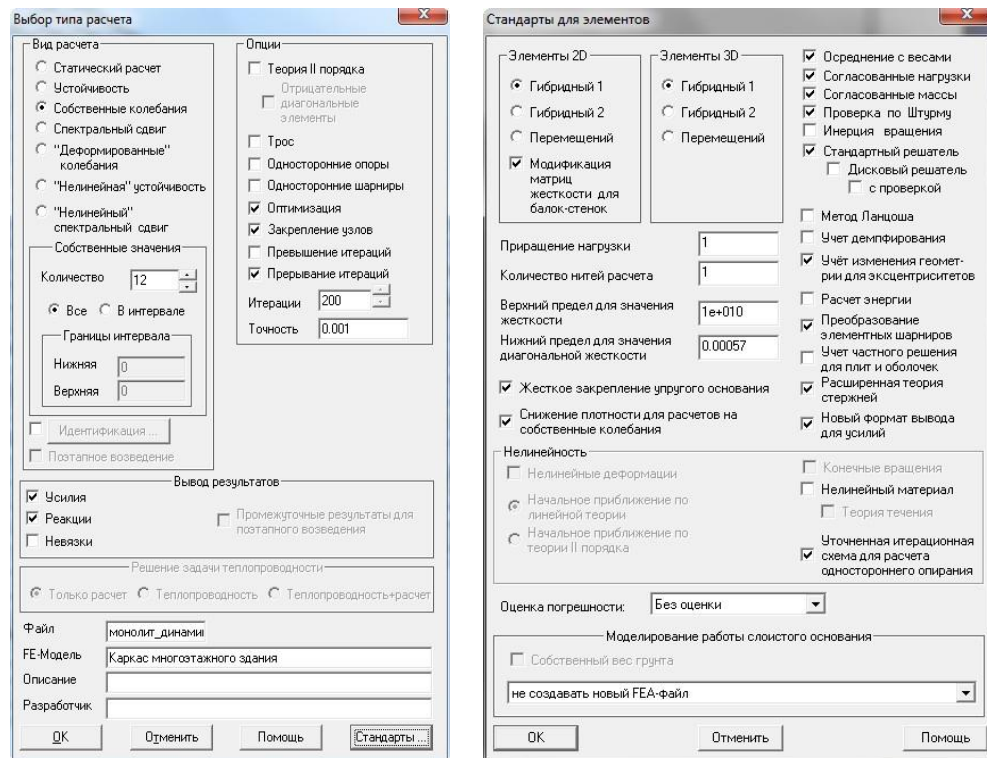 Выбор типа расчета
Вид расчета
Статический расчет
Устойчивость
Собственные колебания
Спектральный сдвиг
"Деформированные"
колебания
"Нелинейная" устойчивость
"Нелинейный"
спектральный сдвиг
Собственные значения
Количество 12
Все В интервале
Границы интервала
Нижняя 0
Верхняя 0
Идентификация ...
Поэтапное возведение
Опции
Теория II порядка
Отрицательные
диагональные
элементы
Трос
Односторонние опоры
Односторонние шарниры
Оптимизация
Закрепление узлов
Превышение итераций
Прерывание итераций
Итерации 200
Точность 0.001
Вывод результатов
Усилия
Реакции
Невязки
Промежуточные результаты для
поэтапного возведения
Решение задачи теплопроводности
Только расчет Теплопроводность Теплопроводность+расчет
Файл монолит_динами
FE-Модель Каркас многоэтажного здания
Описание
Разработчик
OK Отменить Помощь Стандарты ...
Стандарты для элементов
Элементы 2D
Гибридный 1
Гибридный 2
Перемещений
Модификация
матриц
жесткости для
балок-стенок
Элементы 3D
Гибридный 1
Гибридный 2
Перемещений
Приращение нагрузки 1
Количество нитей расчета 1
Верхний предел для значения
жесткости 1e+010
Нижний предел для значения
диагональной жесткости 0.00057
Жесткое закрепление упругого основания
Снижение плотности для расчетов на
собственные колебания
Осреднение с весами
Согласованные нагрузки
Согласованные массы
Проверка по Штурму
Инерция вращения
Стандартный решатель
Дисковый решатель
с проверкой
Метод Ланцоша
Учет демпфирования
Учёт изменения геомет-
рии для эксцентриситетов
Расчет энергии
Преобразование
элементных шарниров
Учет частного решения
для плит и оболочек
Расширенная теория
стержней
Новый формат вывода
для усилий
Нелинейность
Нелинейные деформации
Начальное приближение по
линейной теории
Начальное приближение по
теории II порядка
Конечные вращения
Нелинейный материал
Теория течения
Уточненная итерационная
схема для расчета
одностороннего опирания
Оценка погрешности: Без оценки
Моделирование работы слоистого основания
Собственный вес грунта
не создавать новый FEA-файл
OK Отменить Помощь